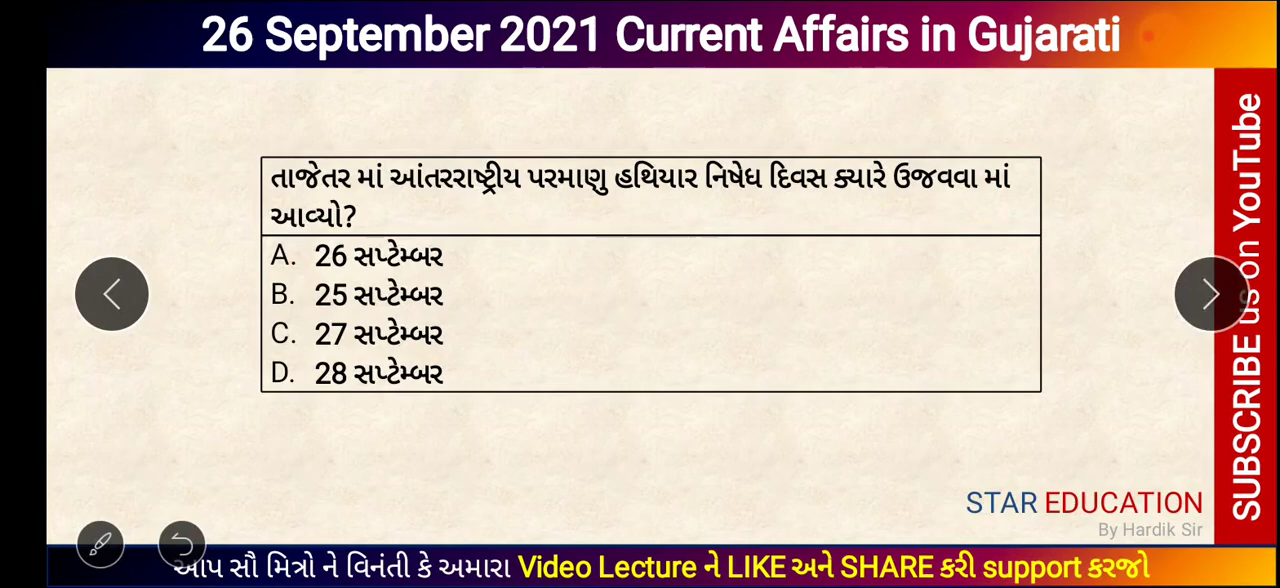 26 September 2021 Current Affairs in Gujarati
તાજેતર માં આંતરરાષ્ટ્રીય પરમાણુ હથિયાર નિષેધ દિવસ ક્યારે ઉજવવા માં
આવ્યો?
A. 26 સપ્ટેમ્બર
B. 25 સપ્ટેમ્બર
C. 27 સપ્ટેમ્બર
D. 28 સપ્ટેમ્બર
SUBSCRIBE us on YouTube
STAR EDUCATION
By Hardik Sir
આપ સૌ મિત્રો ને વિનંતી કે અમારા Video Lecture ને LIKE અને SHARE કરી support કરજો